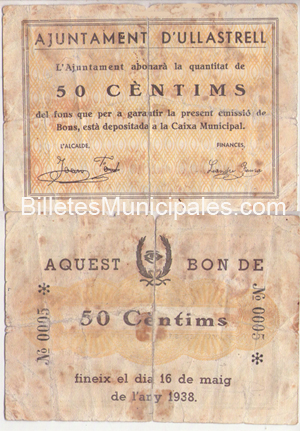 AJUNTAMENT D'ULLASTRELL
L'Ajuntament abonarà la quantitat de
50 CÈNTIMS
del fons que per a garantir la present emissió de
Bons, està depositada a la Caixa Municipal.
L'ALCALDE, FINANCES,
BilletesMunicipales.com
AQUEST BON DE
№ 0005 * № 0005 *
50 Cèntims
fineix el dia 16 de maig
de l'any 1938.